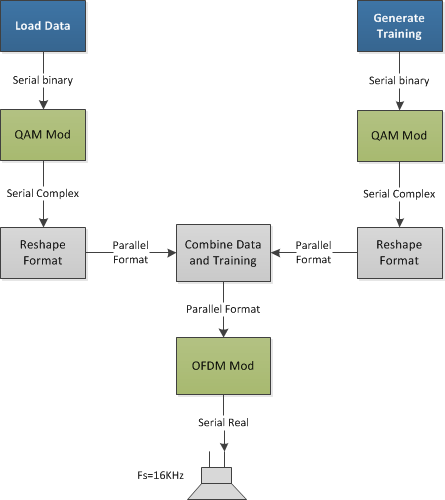 Load Data
Generate
Training
Serial binary
Serial binary
QAM Mod
QAM Mod
Serial Complex
Serial Complex
Reshape
Format
Parallel
Format
Combine Data
and Training
Parallel
Format
Reshape
Format
Parallel Format
OFDM Mod
Serial Real
Fs=16KHz